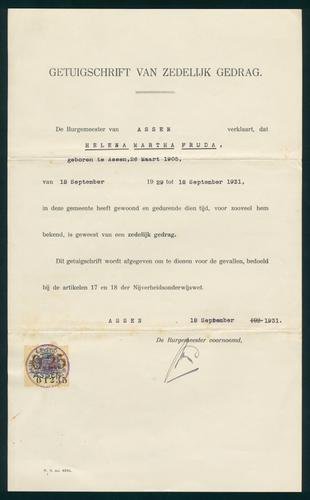 GETUIGSCHRIFT VAN ZEDELIJK GEDRAG.
De Burgemeester van ASSEN verklaart, dat
HELENA MARTHA FRIJDA,
geboren te Assen, 26 Maart 1905,
van 18 September 1929 tot 18 September 1931,
in deze gemeente heeft gewoond en gedurende dien tijd, voor zooveel hem
bekend, is geweest van een zedelijk gedrag.
Dit getuigschrift wordt afgegeven om te dienen voor de gevallen, bedoeld
bij de artikelen 17 en 18 der Nijverheidsonderwijswet.
ASSEN, 18 September 1931.
De Burgemeester voornoemd,
01235